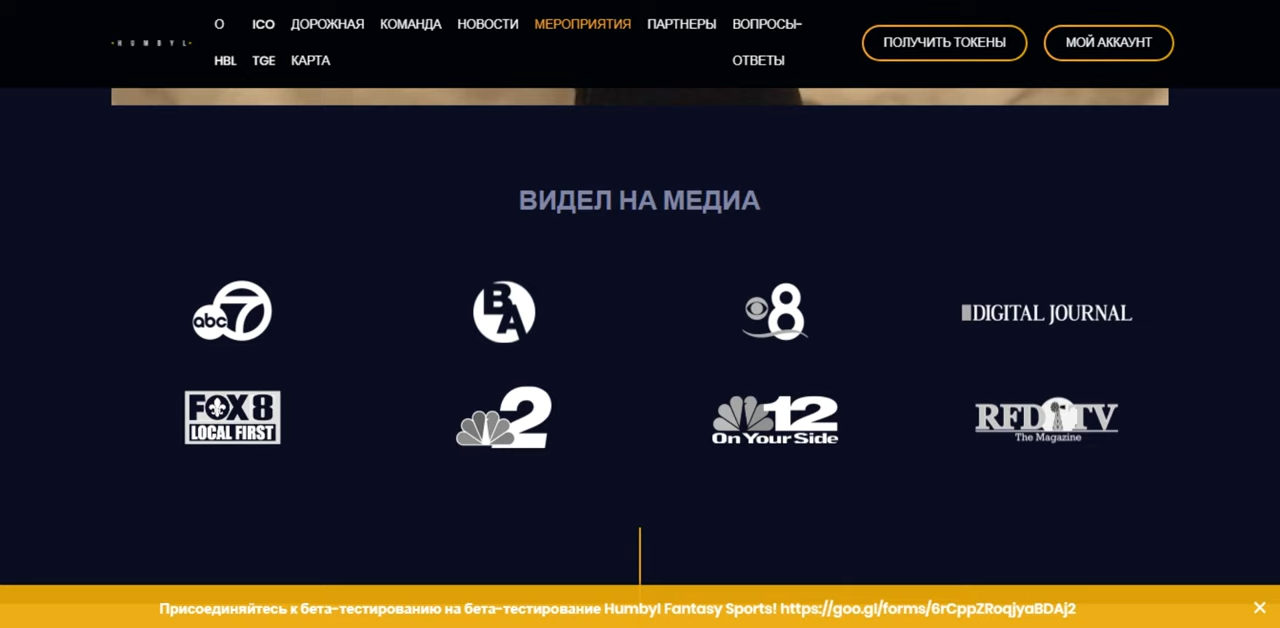 HUMBYL
О HBL
ICO TGE
ДОРОЖНАЯ КАРТА
КОМАНДА
НОВОСТИ
МЕРОПРИЯТИЯ
ПАРТНЕРЫ
ВОПРОСЫ-
ОТВЕТЫ
ПОЛУЧИТЬ ТОКЕНЫ
МОЙ АККАУНТ
ВИДЕЛ НА МЕДИА
abc 7
BA
8
DIGITAL JOURNAL
FOX 8
LOCAL FIRST
2
12
On Your Side
RFD TV
The Magazine
Присоединяйтесь к бета-тестированию на бета-тестирование Humbyl Fantasy Sports! https://goo.gl/forms/6rCppZRoqjyaBDAj2 ×